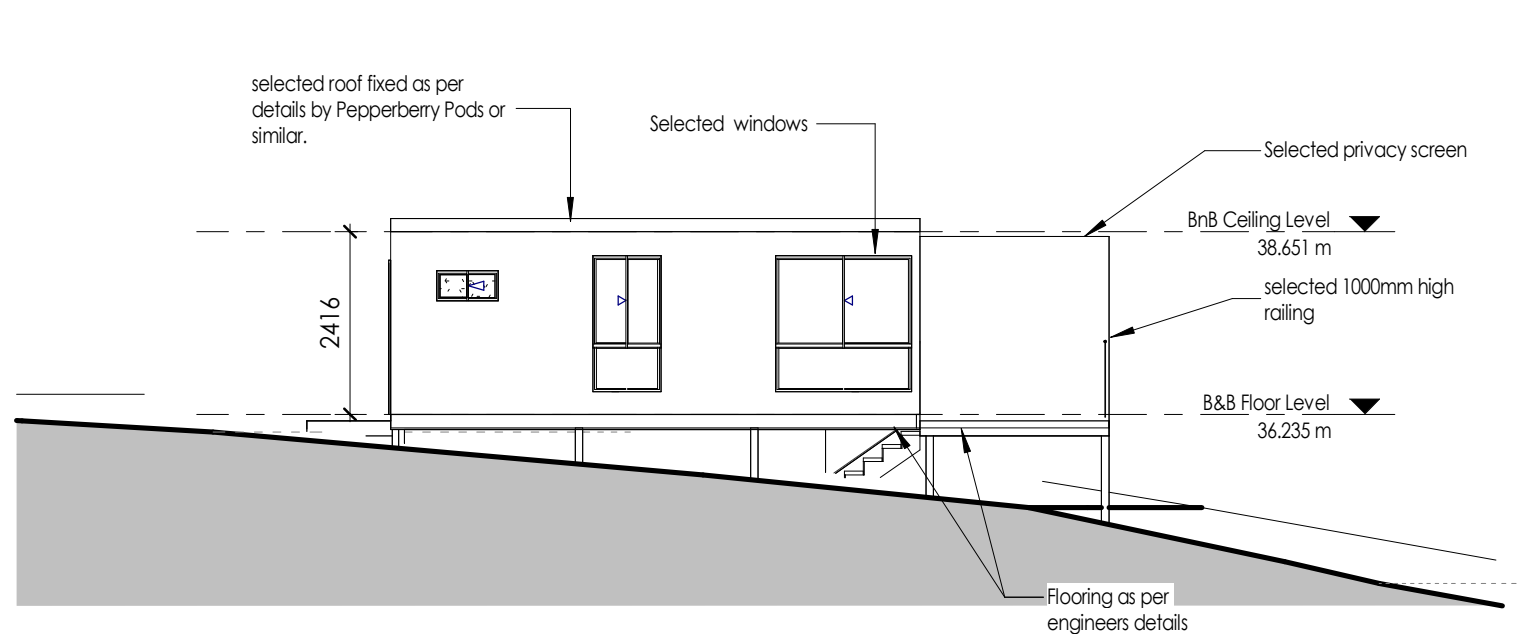 selected roof fixed as per
details by Pepperberry Pods or
similar.
Selected windows
Selected privacy screen
BnB Ceiling Level
38.651 m
selected 1000mm high
railing
2416
B&B Floor Level
36.235 m
Flooring as per
engineers details